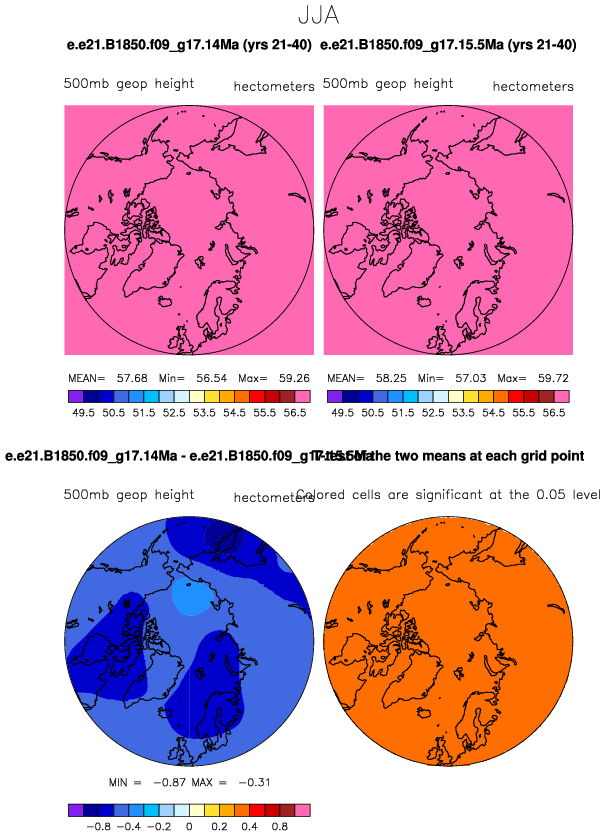 JJA
e.e21.B1850.f09_g17.14Ma (yrs 21-40) e.e21.B1850.f09_g17.15.5Ma (yrs 21-40)
500mb geop height hectometers 500mb geop height hectometers
MEAN= 57.68 Min= 56.54 Max= 59.26 MEAN= 58.25 Min= 57.03 Max= 59.72
49.5 50.5 51.5 52.5 53.5 54.5 55.5 56.5 49.5 50.5 51.5 52.5 53.5 54.5 55.5 56.5
e.e21.B1850.f09_g17.14Ma - e.e21.B1850.f09_g17.15.5Ma T-test of the two means at each grid point
500mb geop height hectometers Colored cells are significant at the 0.05 level
MIN = -0.87 MAX = -0.31
-0.8 -0.4 -0.2 0 0.2 0.4 0.8